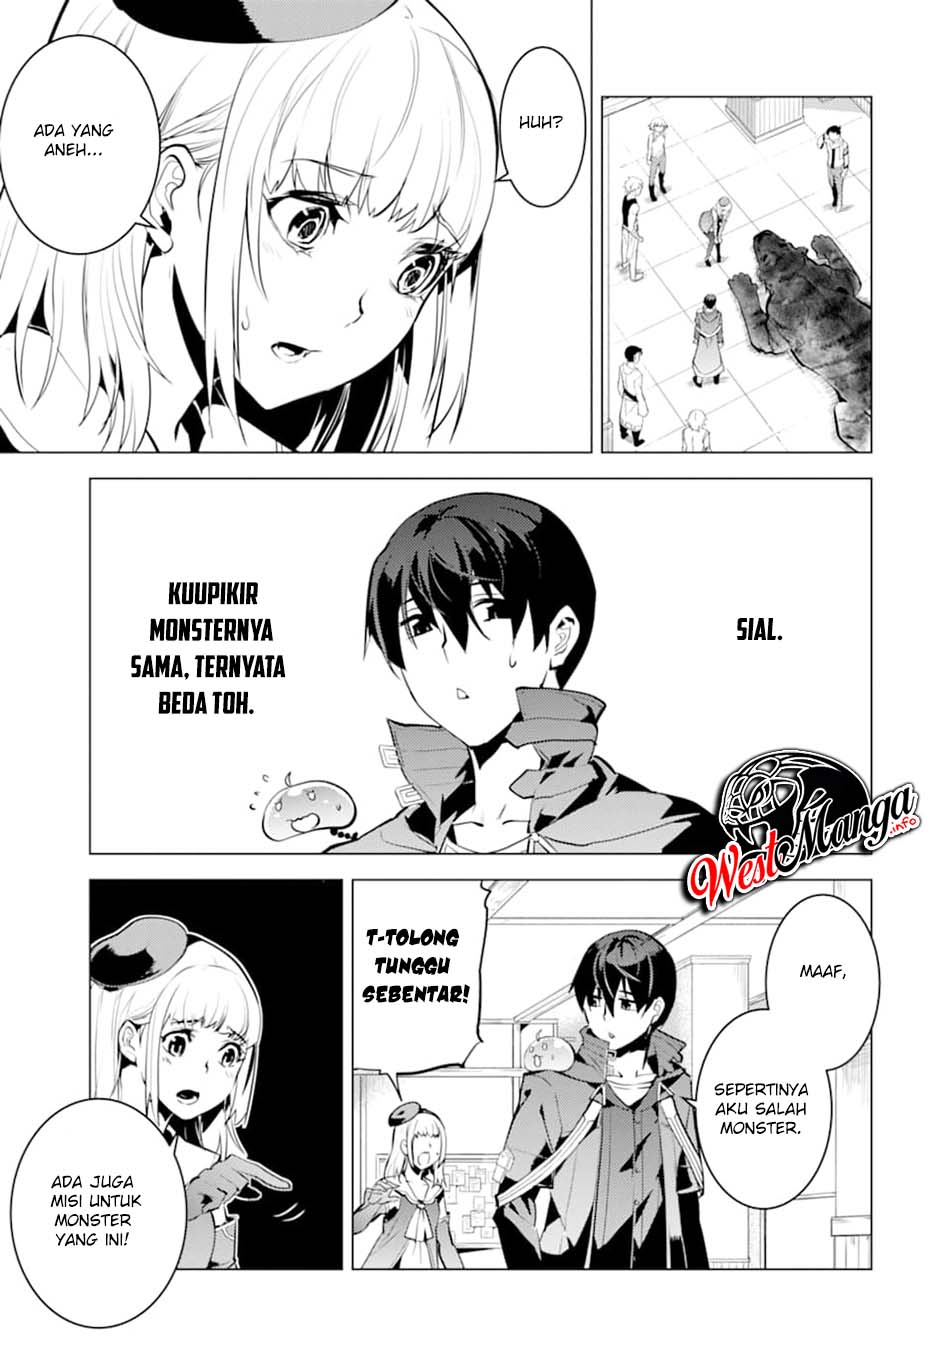 HUH?
ADA YANG
ANEH...
SIAL.
KUUPIKIR
MONSTERNYA
SAMA, TERNYATA
BEDA TOH.
WestManga
.info
MAAF,
SEPERTINYA
AKU SALAH
MONSTER.
T-TOLONG
TUNGGU
SEBENTAR!
ADA JUGA
MISI UNTUK
MONSTER
YANG INI!